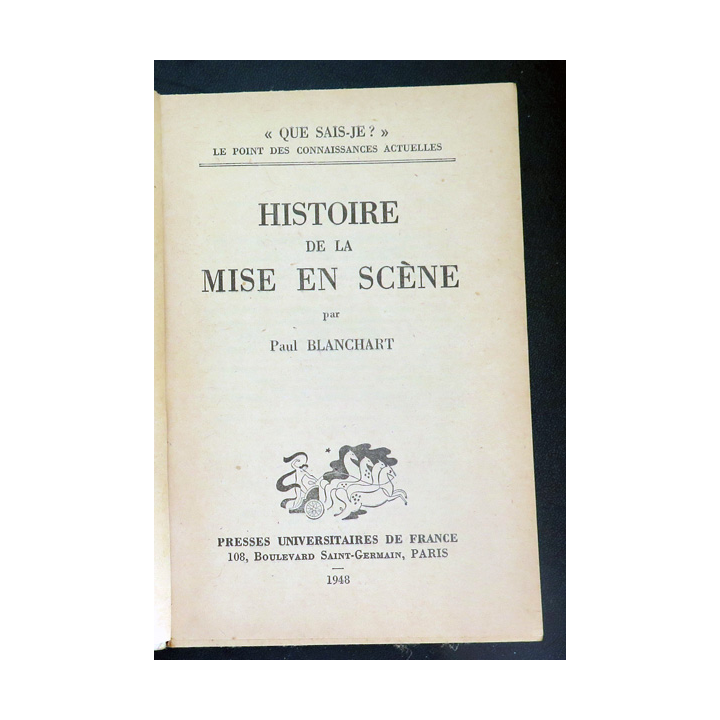 « QUE SAIS-JE ? »
LE POINT DES CONNAISSANCES ACTUELLES
HISTOIRE
DE LA
MISE EN SCÈNE
par
Paul BLANCHART
PRESSES UNIVERSITAIRES DE FRANCE
108, BOULEVARD SAINT-GERMAIN, PARIS
—
1948